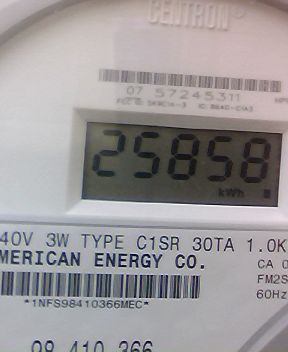 CENTRON®
07 57245311
25858
kWh
40V 3W TYPE C1SR 30TA 1.0K
MERICAN ENERGY CO.
CA 0
FM2S
60Hz
*1NFS98410366MEC*
98 410 366